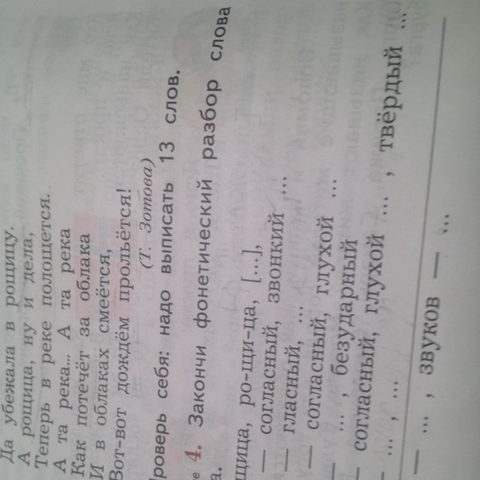 Да убежала в рощицу.
А рощица, ну и дела,
Теперь в реке полощется.
А та река... А та река
Как потечёт за облака
И в облаках смеётся,
Вот-вот дождём прольётся!
(Т. Зотова)
Проверь себя: надо выписать 13 слов.
4. Закончи фонетический разбор слова
ро-щи-ца, [...],
— согласный, звонкий ...
— гласный, ...
— согласный, глухой ...
— ... , безударный
— согласный, глухой ... , твёрдый ...
— ... , ...
— ... , звуков — ...